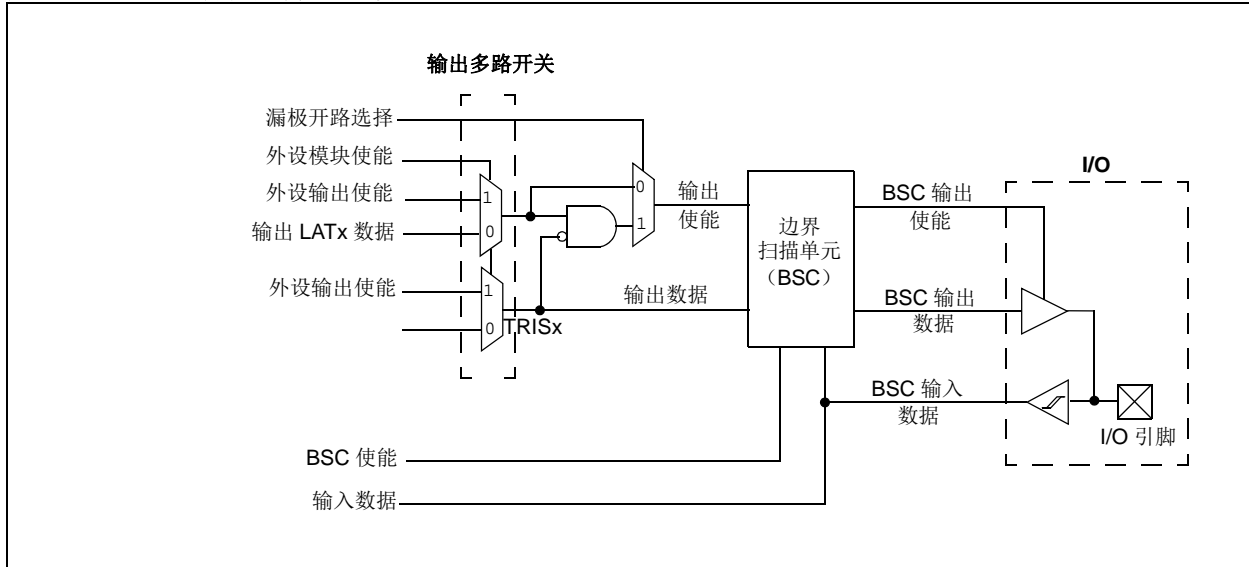 输出多路开关
漏极开路选择
外设模块使能
外设输出使能
1
输出 LATx 数据
0
外设输出使能
1
0
TRISx
0
1
输出
使能
输出数据
边界
扫描单元
（BSC）
BSC 输出
使能
BSC 输出
数据
BSC 输入
数据
I/O
I/O 引脚
BSC 使能
输入数据